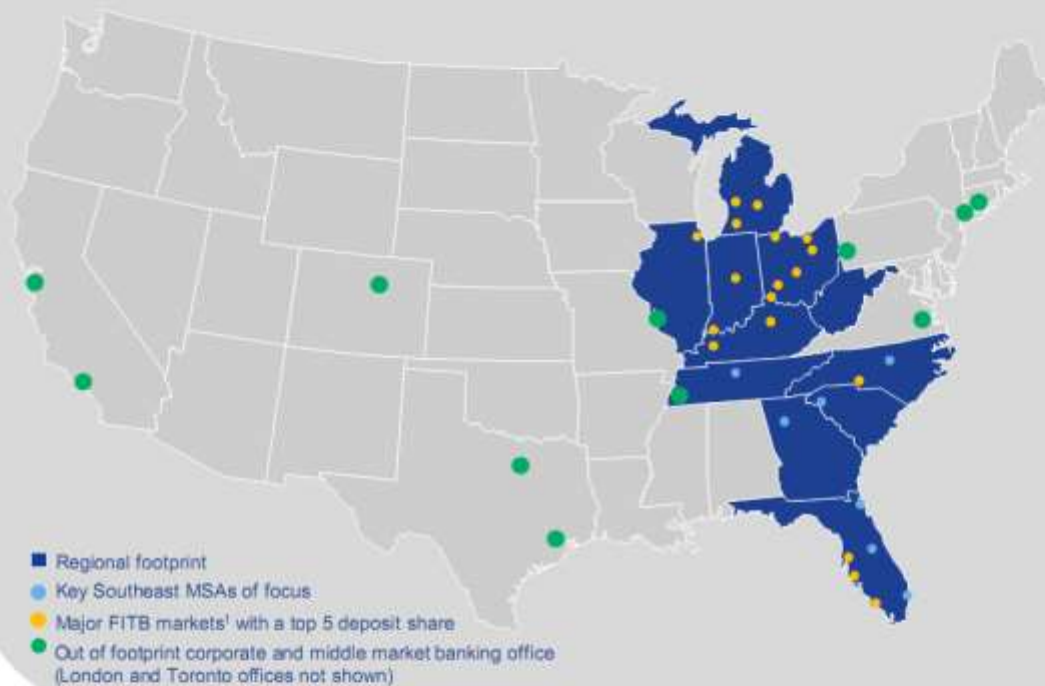 Regional footprint
Key Southeast MSAs of focus
Major FITB markets¹ with a top 5 deposit share
Out of footprint corporate and middle market banking office
(London and Toronto offices not shown)